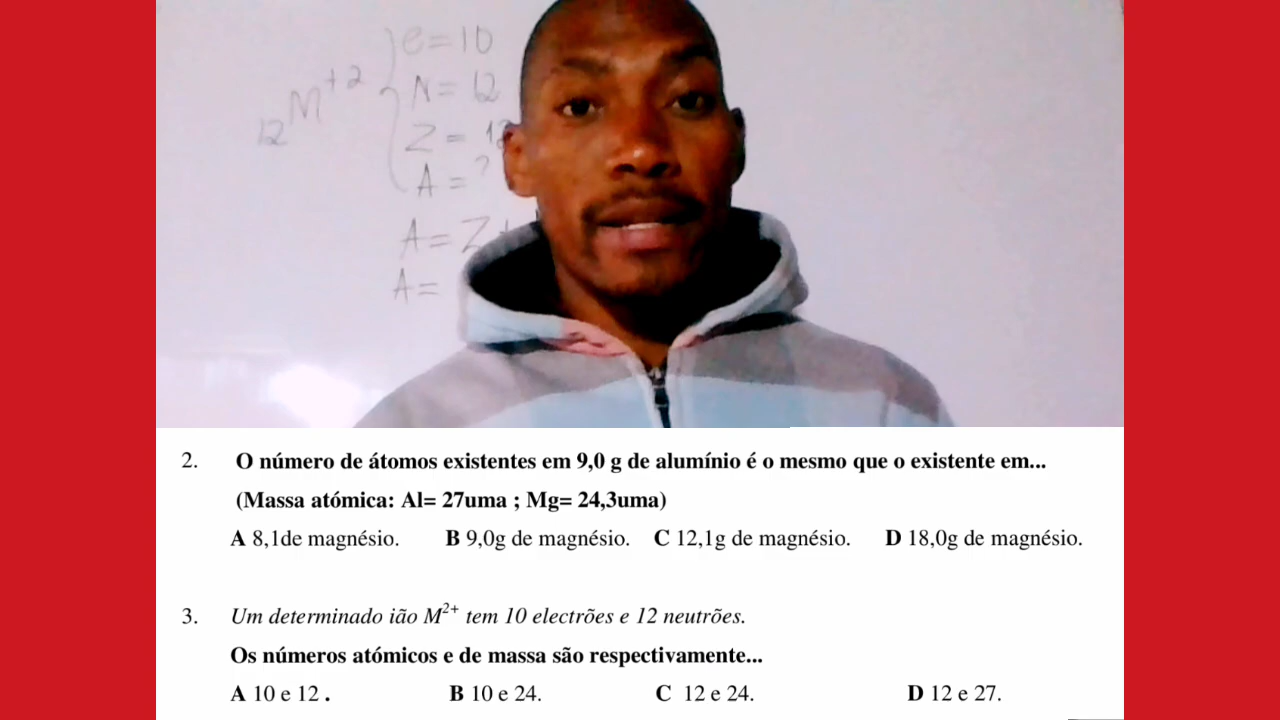 e=10
12 M+2 N= 12
Z = 12
A = ?
A= Z+
A=
2. O número de átomos existentes em 9,0 g de alumínio é o mesmo que o existente em...
(Massa atómica: Al= 27uma ; Mg= 24,3uma)
A 8,1de magnésio. B 9,0g de magnésio. C 12,1g de magnésio. D 18,0g de magnésio.
3. Um determinado ião M²⁺ tem 10 electrões e 12 neutrões.
Os números atómicos e de massa são respectivamente...
A 10 e 12 . B 10 e 24. C 12 e 24. D 12 e 27.